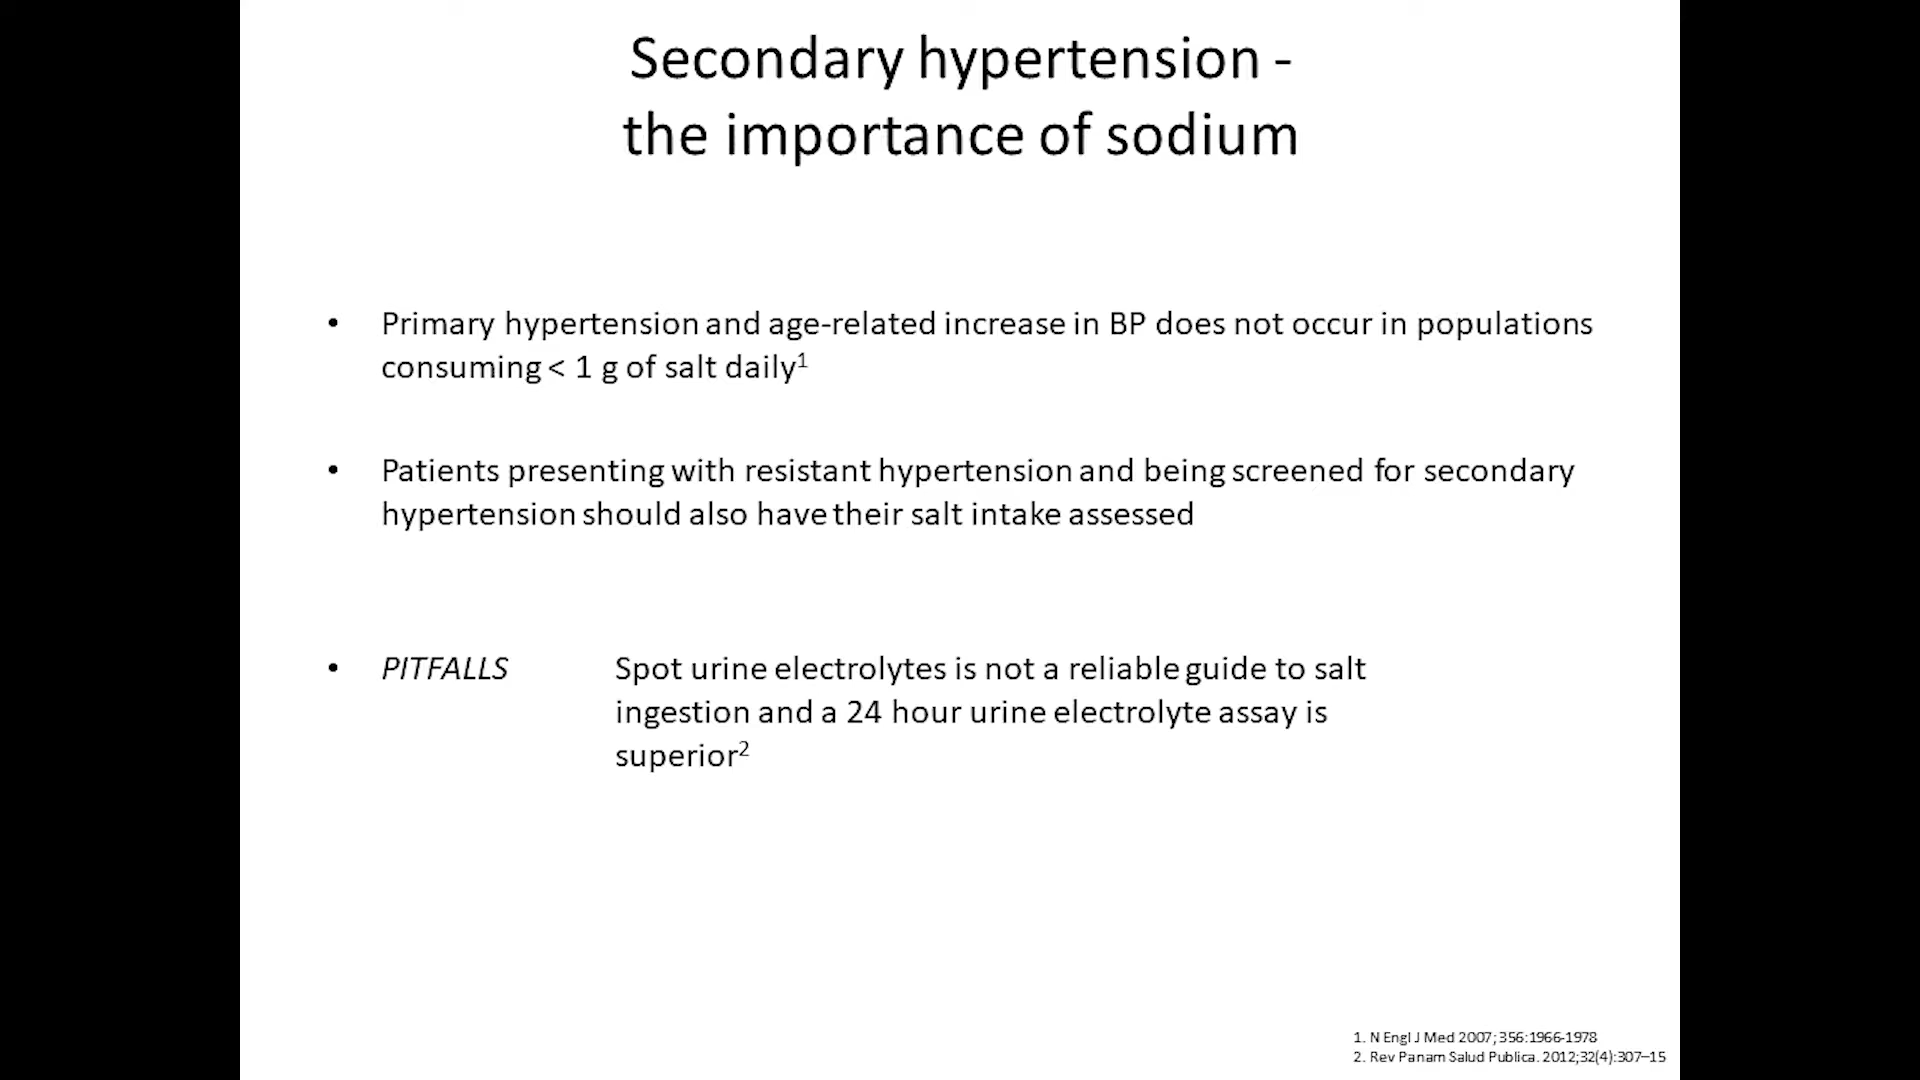 Secondary hypertension -
the importance of sodium
• Primary hypertension and age-related increase in BP does not occur in populations
consuming < 1 g of salt daily¹
• Patients presenting with resistant hypertension and being screened for secondary
hypertension should also have their salt intake assessed
• PITFALLS Spot urine electrolytes is not a reliable guide to salt
ingestion and a 24 hour urine electrolyte assay is
superior²
1. N Engl J Med 2007; 356:1966-1978
2. Rev Panam Salud Publica. 2012;32(4):307–15